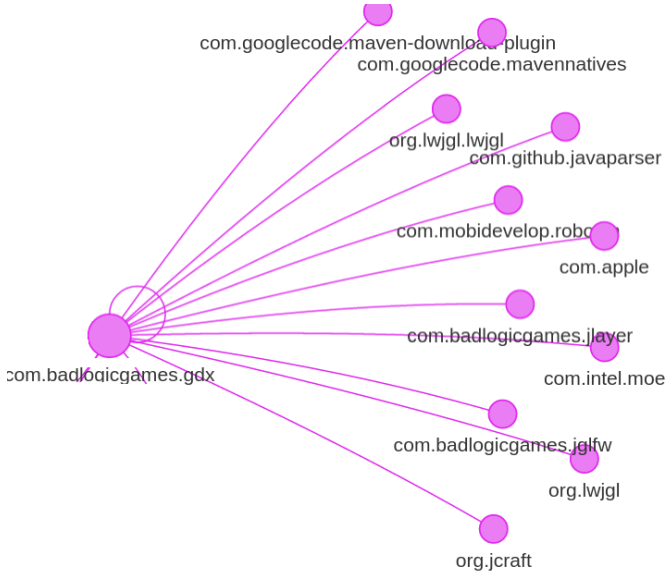 com.googlecode.maven-download-plugin
com.googlecode.mavennatives
org.lwjgl.lwjgl
com.github.javaparser
com.apple
com.badlogicgames.jlayer
com.badlogicgames.gdx
com.intel.moe
com.badlogicgames.jglfw
org.lwjgl
org.jcraft